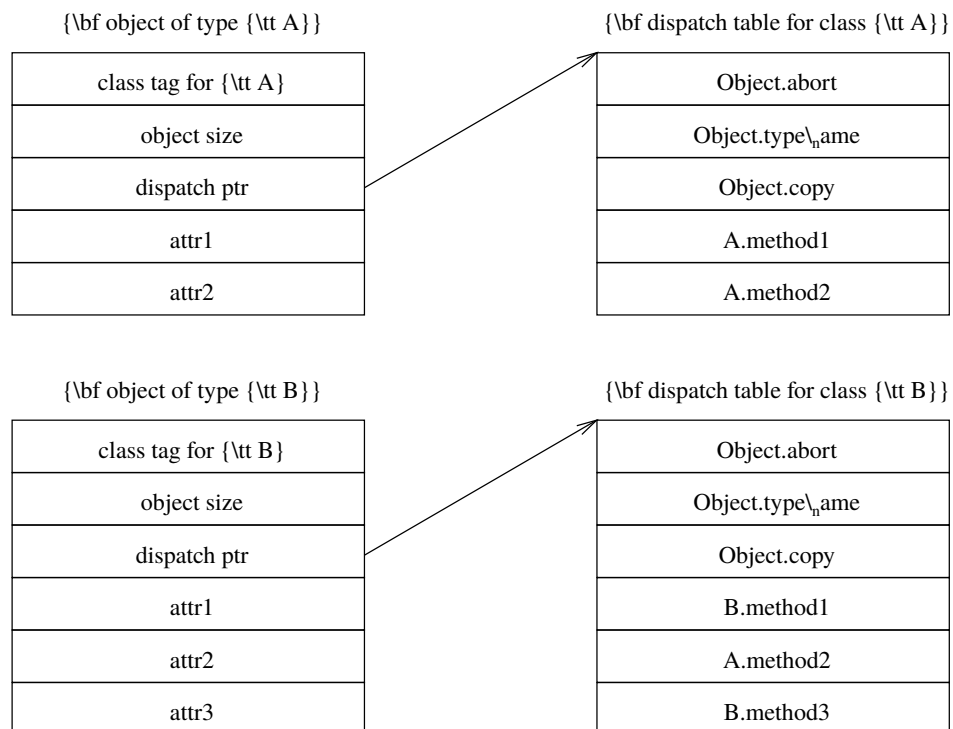 {\bf object of type {\tt A}}
class tag for {\tt A}
object size
dispatch ptr
attr1
attr2
{\bf dispatch table for class {\tt A}}
Object.abort
Object.type\_name
Object.copy
A.method1
A.method2
{\bf object of type {\tt B}}
class tag for {\tt B}
object size
dispatch ptr
attr1
attr2
attr3
{\bf dispatch table for class {\tt B}}
Object.abort
Object.type\_name
Object.copy
B.method1
A.method2
B.method3